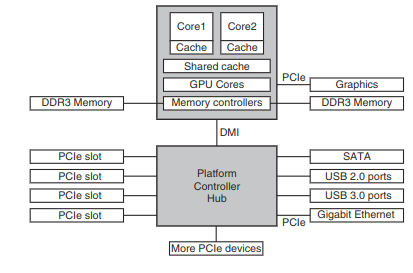 Core1 Core2
Cache Cache
Shared cache
GPU Cores PCIe Graphics
DDR3 Memory Memory controllers DDR3 Memory
DMI
PCIe slot Platform Controller Hub SATA
PCIe slot USB 2.0 ports
PCIe slot USB 3.0 ports
PCIe slot PCIe Gigabit Ethernet
More PCIe devices